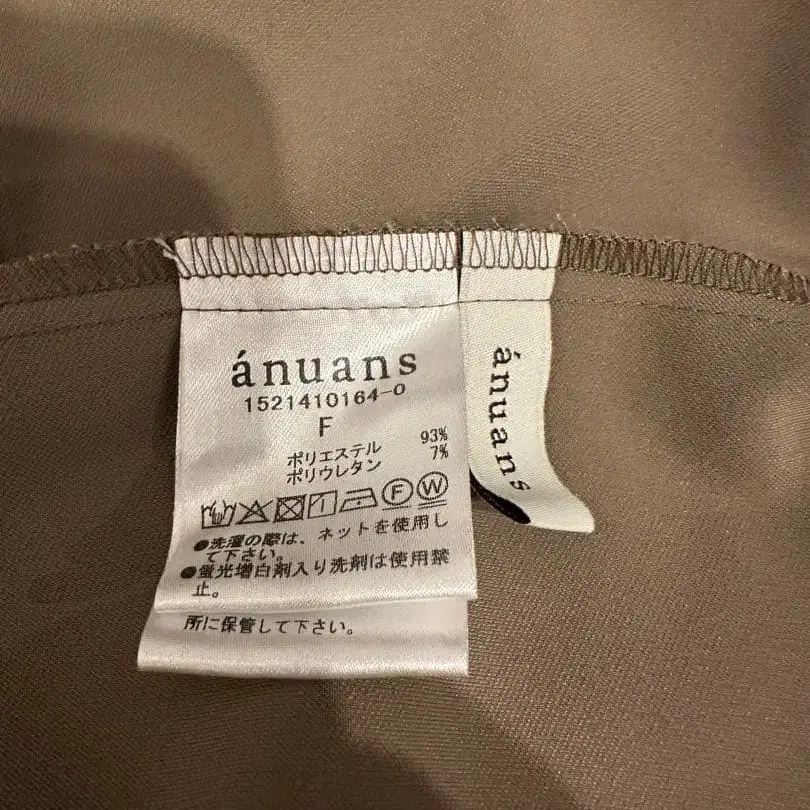 ánuans
1521410164-0
F
ポリエステル 93%
ポリウレタン 7%
F W
●洗濯の際は、ネットを使用し
て下さい。
●蛍光増白剤入り洗剤は使用禁
止。
所に保管して下さい。
ánuans